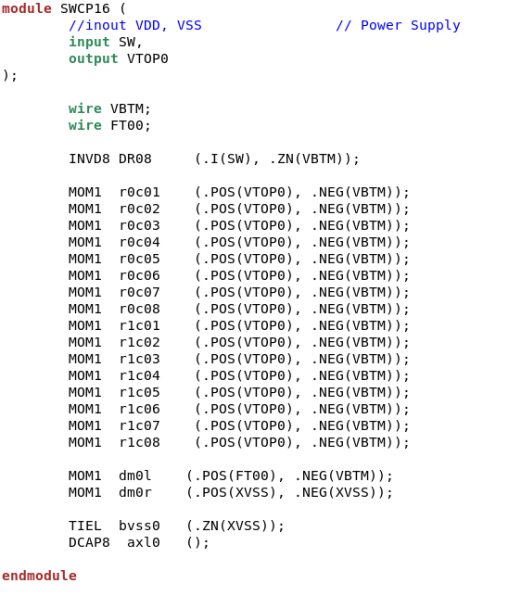 module SWCP16 (
        //inout VDD, VSS                // Power Supply
        input SW,
        output VTOP0
);

        wire VBTM;
        wire FT00;

        INVD8 DR08     (.I(SW), .ZN(VBTM));

        MOM1  r0c01    (.POS(VTOP0), .NEG(VBTM));
        MOM1  r0c02    (.POS(VTOP0), .NEG(VBTM));
        MOM1  r0c03    (.POS(VTOP0), .NEG(VBTM));
        MOM1  r0c04    (.POS(VTOP0), .NEG(VBTM));
        MOM1  r0c05    (.POS(VTOP0), .NEG(VBTM));
        MOM1  r0c06    (.POS(VTOP0), .NEG(VBTM));
        MOM1  r0c07    (.POS(VTOP0), .NEG(VBTM));
        MOM1  r0c08    (.POS(VTOP0), .NEG(VBTM));
        MOM1  r1c01    (.POS(VTOP0), .NEG(VBTM));
        MOM1  r1c02    (.POS(VTOP0), .NEG(VBTM));
        MOM1  r1c03    (.POS(VTOP0), .NEG(VBTM));
        MOM1  r1c04    (.POS(VTOP0), .NEG(VBTM));
        MOM1  r1c05    (.POS(VTOP0), .NEG(VBTM));
        MOM1  r1c06    (.POS(VTOP0), .NEG(VBTM));
        MOM1  r1c07    (.POS(VTOP0), .NEG(VBTM));
        MOM1  r1c08    (.POS(VTOP0), .NEG(VBTM));

        MOM1  dm0l    (.POS(FT00), .NEG(VBTM));
        MOM1  dm0r    (.POS(XVSS), .NEG(XVSS));

        TIEL  bvss0   (.ZN(XVSS));
        DCAP8  axl0   ();

endmodule